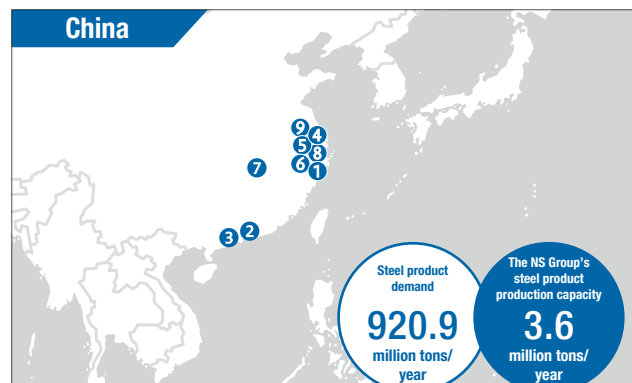 China
9
4
5
8
6
7
1
2
3
Steel product
demand
920.9
million tons/
year
The NS Group's
steel product
production capacity
3.6
million tons/
year